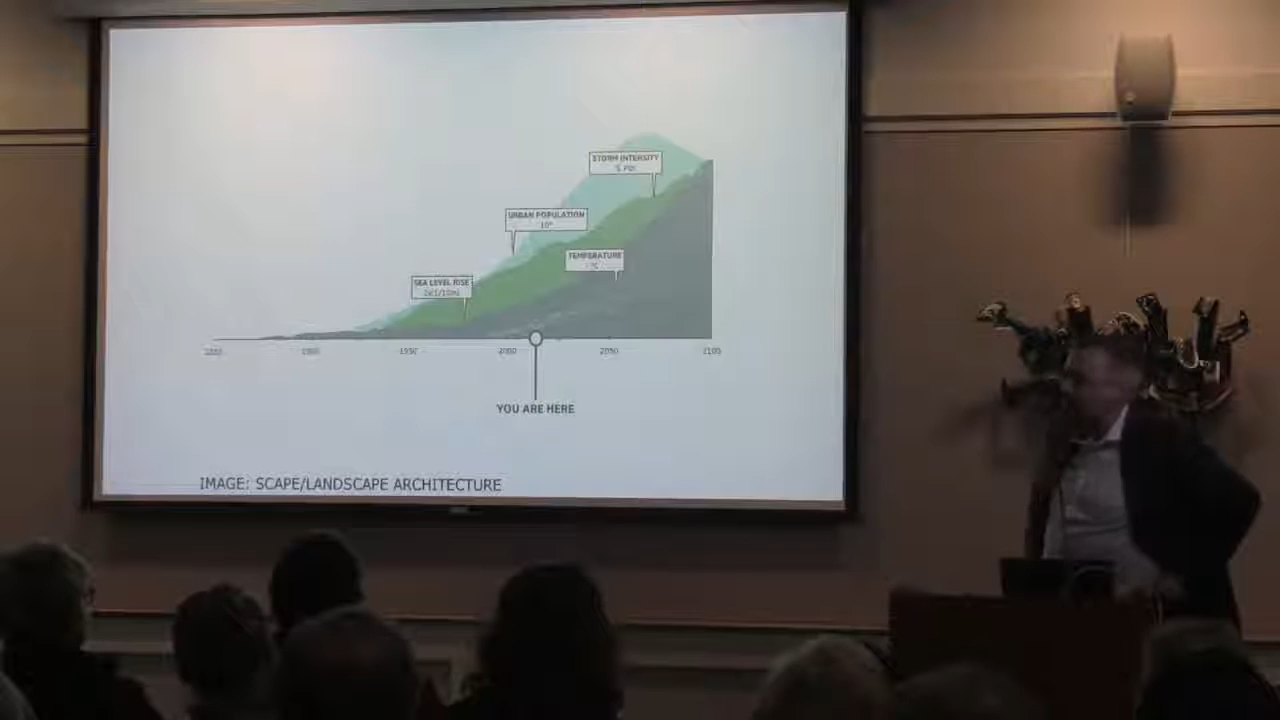 STORM INTENSITY
URBAN POPULATION
TEMPERATURE
°C
SEA LEVEL RISE
1900
1950
2000
2050
2100
YOU ARE HERE
IMAGE: SCAPE/LANDSCAPE ARCHITECTURE